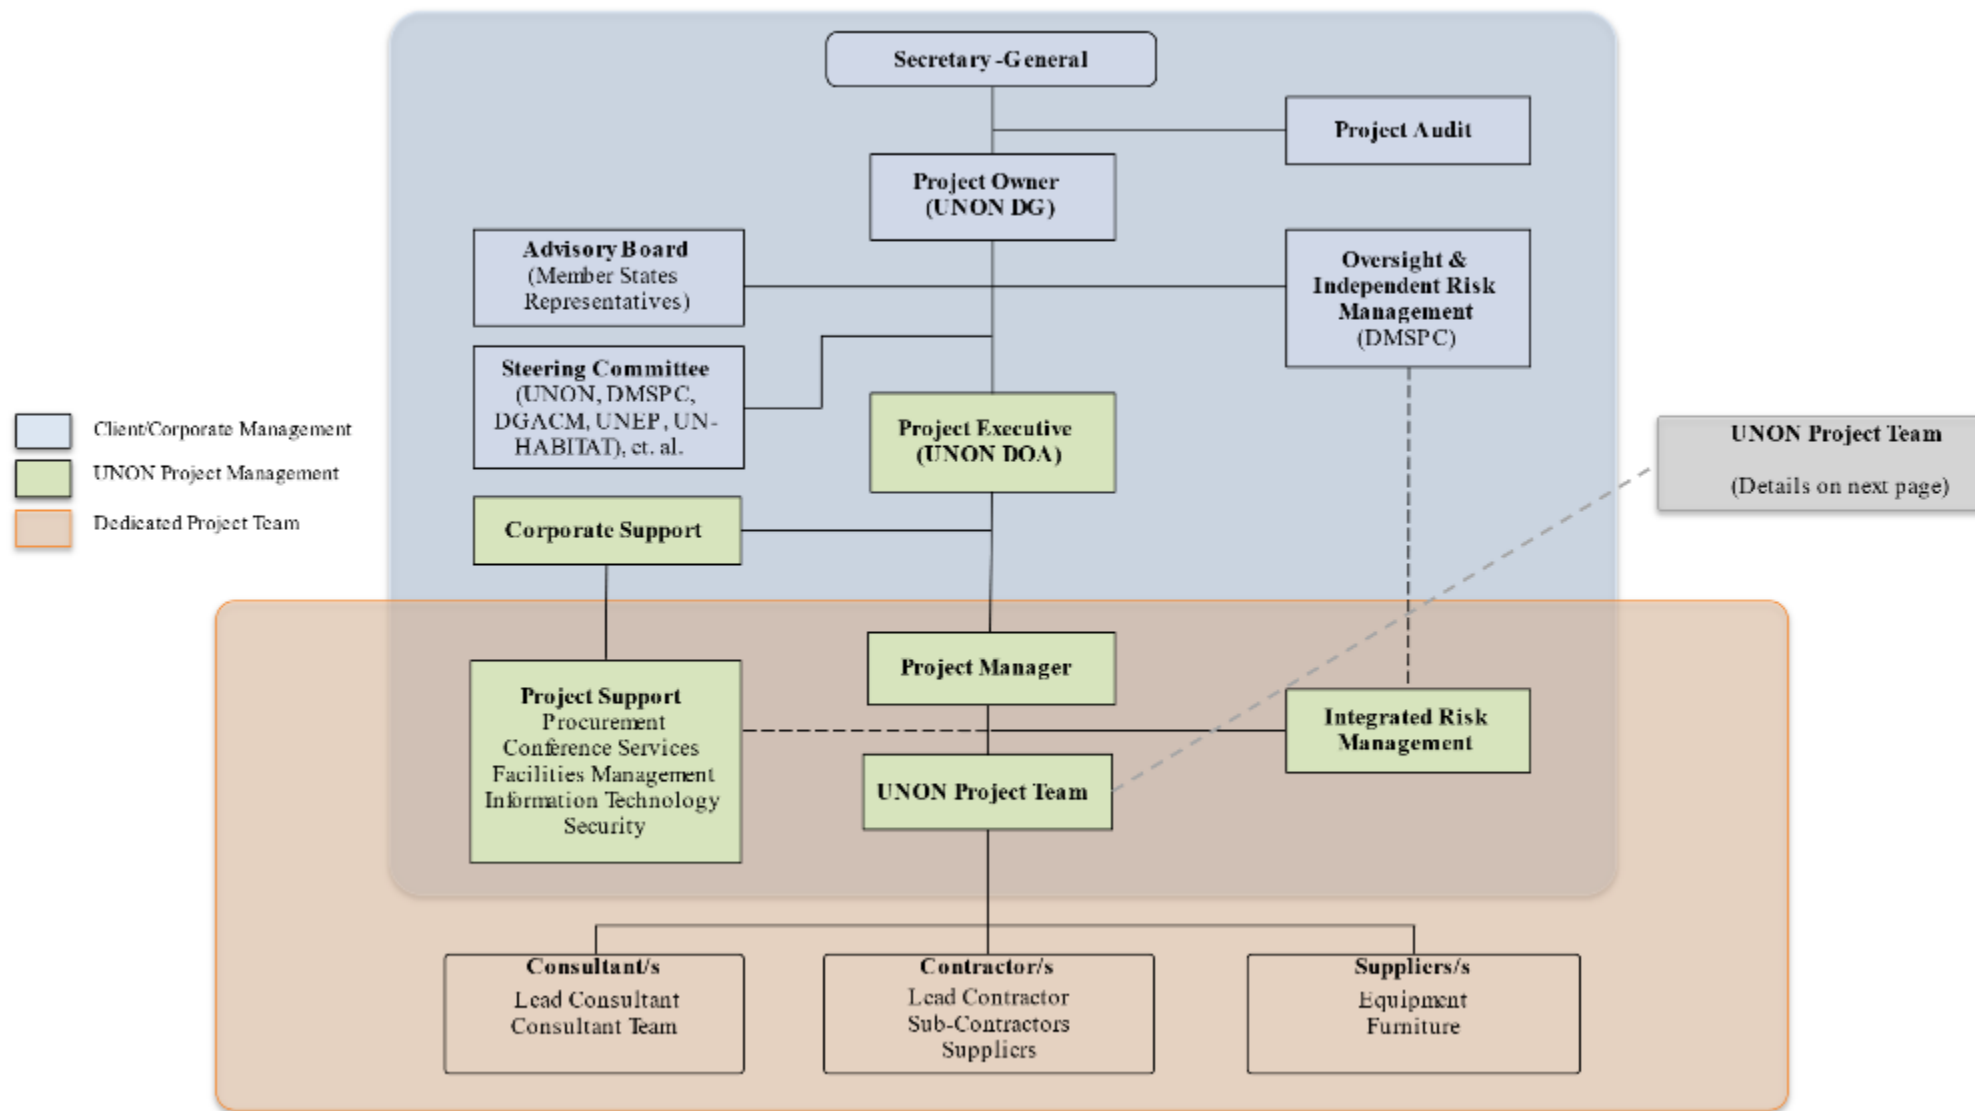 Secretary -General
Project Audit
Project Owner
(UNON DG)
Advisory Board
(Member States
Representatives)
Oversight &
Independent Risk
Management
(DMSPC)
Steering Committee
(UNON, DMSPC,
DGACM, UNEP, UN-
HABITAT), ct. al.
Project Executive
(UNON DOA)
Client/Corporate Management
UNON Project Management
Dedicated Project Team
UNON Project Team
(Details on next page)
Corporate Support
Project Manager
Project Support
Procurement
Conference Services
Facilities Management
Information Technology
Security
Integrated Risk
Management
UNON Project Team
Consultant/s
Lead Consultant
Consultant Team
Contractor/s
Lead Contractor
Sub-Contractors
Suppliers
Suppliers/s
Equipment
Furniture